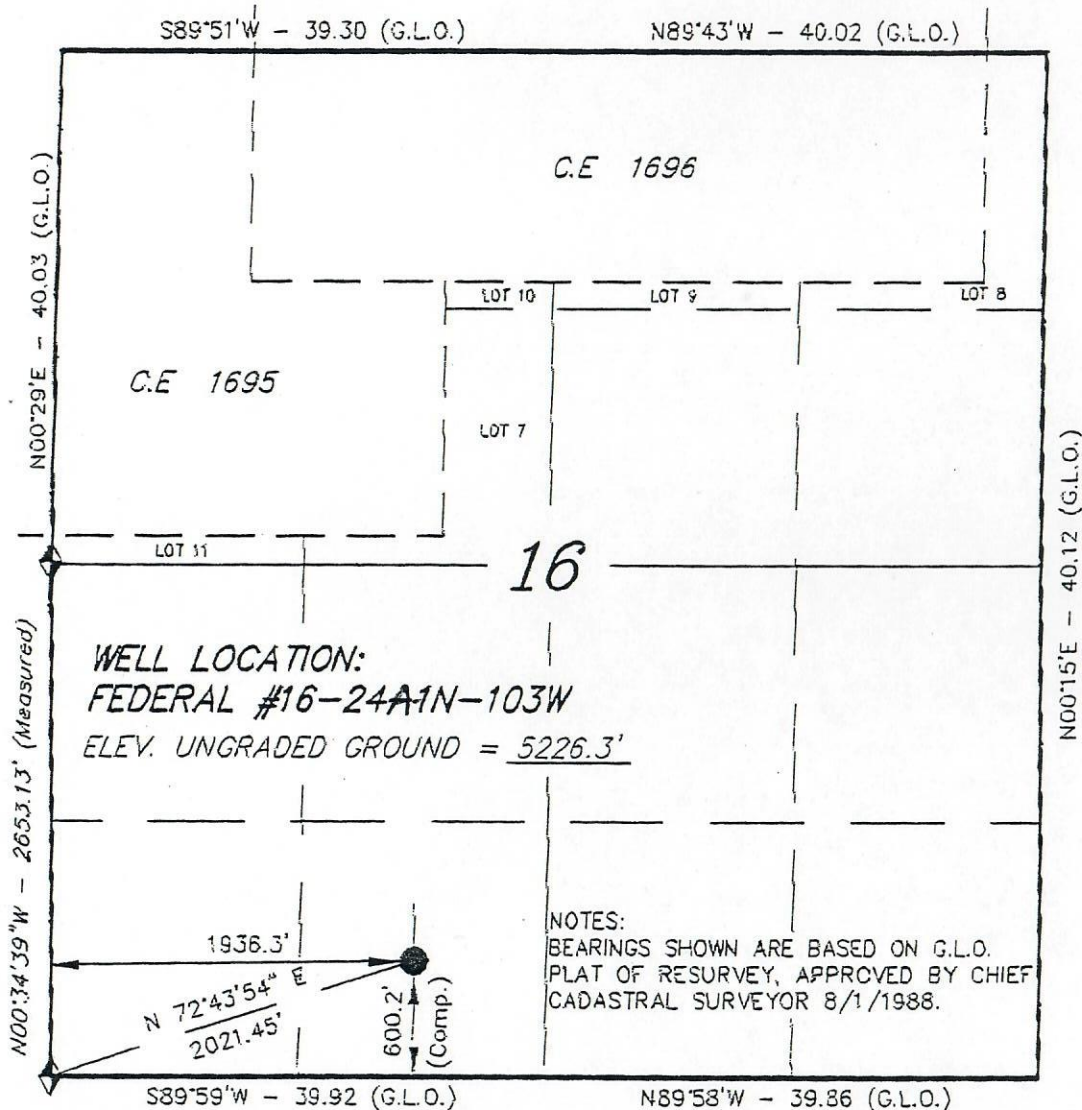 S89°51'W - 39.30 (G.L.O.)
N89°43'W - 40.02 (G.L.O.)
N00°29'E - 40.03 (G.L.O.)
C.E 1696
LOT 10
LOT 9
LOT 8
C.E 1695
LOT 7
N00°15'E - 40.12 (G.L.O.)
LOT 11
16
WELL LOCATION:
FEDERAL #16-24A1N-103W
ELEV. UNGRADED GROUND = 5226.3'
N00°34'39"W - 2653.13' (Measured)
1936.3'
N 72°43'54" E
2021.45'
600.2'
(Comp.)
NOTES:
BEARINGS SHOWN ARE BASED ON G.L.O.
PLAT OF RESURVEY, APPROVED BY CHIEF
CADASTRAL SURVEYOR 8/1/1988.
S89°59'W - 39.92 (G.L.O.)
N89°58'W - 39.86 (G.L.O.)